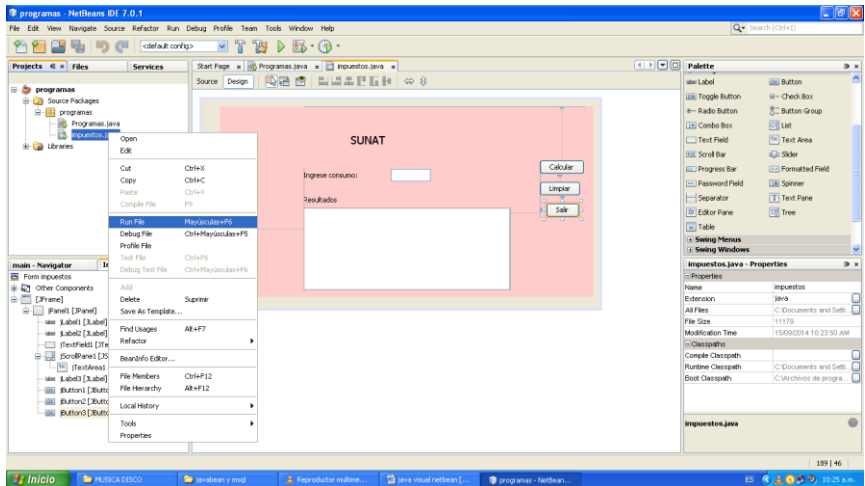 programas - NetBeans IDE 7.0.1
File Edit View Navigate Source Refactor Run Debug Profile Team Tools Window Help
Search (Ctrl+I)
<default config>
Projects Files Services
programas
Source Packages
programas
Programas.java
impuestos.j
Libraries
Start Page Programas.java impuestos.java
Source Design
SUNAT
Ingrese consumo:
Resultados
Calcular
Limpiar
Salir
Open
Edit
Cut Ctrl+X
Copy Ctrl+C
Paste Ctrl+V
Compile File F9
Run File Mayúsculas+F6
Debug File Ctrl+Mayúsculas+F5
Profile File
Test File Ctrl+F6
Debug Test File Ctrl+Mayúsculas+F6
Add
Delete Suprimir
Save As Template...
Find Usages Alt+F7
Refactor
BeanInfo Editor...
File Members Ctrl+F12
File Hierarchy Alt+F12
Local History
Tools
Properties
main - Navigator
Form impuestos
Other Components
[JFrame]
jPanel1 [JPanel]
jLabel1 [JLabel]
jLabel2 [JLabel]
jTextField1 [JTe
jScrollPane1 [JS
jTextArea1
jLabel3 [JLabel]
jButton1 [JButto
jButton2 [JButto
jButton3 [JButto
Palette
Label Button
Toggle Button Check Box
Radio Button Button Group
Combo Box List
Text Field Text Area
Scroll Bar Slider
Progress Bar Formatted Field
Password Field Spinner
Separator Text Pane
Editor Pane Tree
Table
Swing Menus
Swing Windows
impuestos.java - Properties
Properties
Name impuestos
Extension java
All Files C:\Documents and Setti...
File Size 11179
Modification Time 15/09/2014 10:23:50 AM
Classpaths
Compile Classpath
Runtime Classpath C:\Documents and Setti...
Boot Classpath C:\Archivos de progra...
impuestos.java
189 | 46
Inicio MUSICA DISCO javabean y msql Reproductor multime... java visual netbean [... programas - NetBean... ES 10:25 a.m.